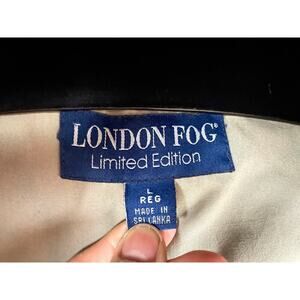 LONDON FOG®
Limited Edition
L
REG
MADE IN
SRI LANKA